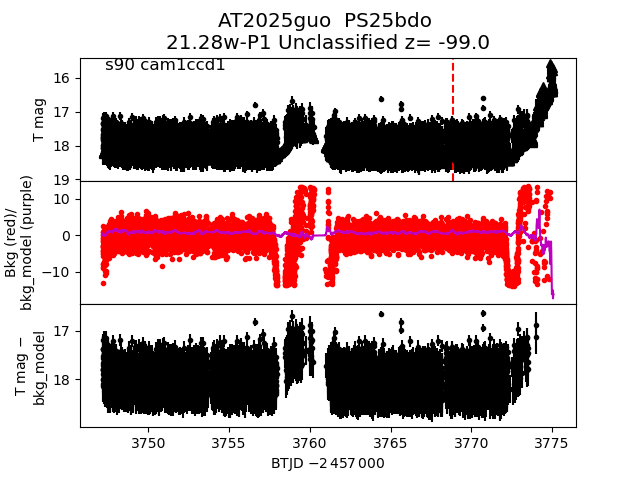 AT2025guo  PS25bdo
21.28w-P1 Unclassified z= -99.0
s90 cam1ccd1
T mag
16
17
18
19
Bkg (red)/
bkg_model (purple)
10
0
−10
T mag −
bkg_model
17
18
3750
3755
3760
3765
3770
3775
BTJD −2 457 000